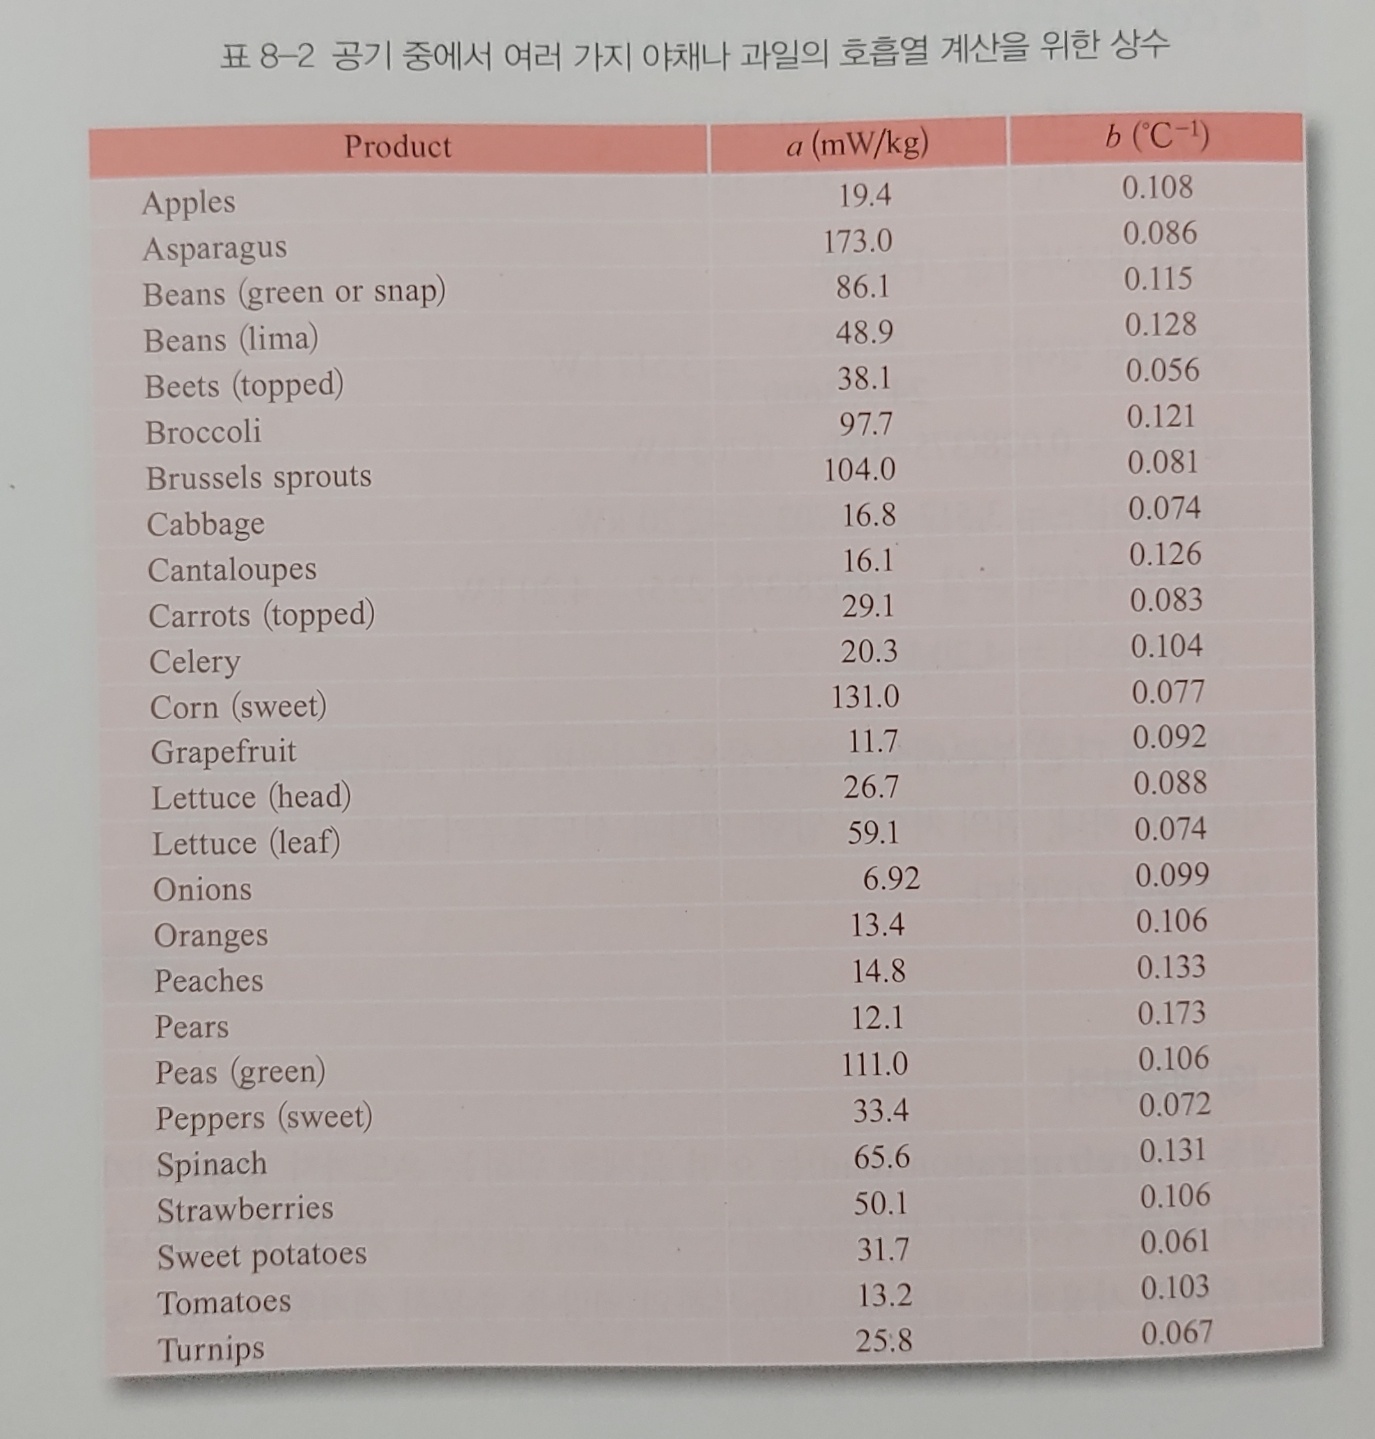 표 8–2 공기 중에서 여러 가지 야채나 과일의 호흡열 계산을 위한 상수
Product a (mW/kg) b (℃⁻¹)
Apples 19.4 0.108
Asparagus 173.0 0.086
Beans (green or snap) 86.1 0.115
Beans (lima) 48.9 0.128
Beets (topped) 38.1 0.056
Broccoli 97.7 0.121
Brussels sprouts 104.0 0.081
Cabbage 16.8 0.074
Cantaloupes 16.1 0.126
Carrots (topped) 29.1 0.083
Celery 20.3 0.104
Corn (sweet) 131.0 0.077
Grapefruit 11.7 0.092
Lettuce (head) 26.7 0.088
Lettuce (leaf) 59.1 0.074
Onions 6.92 0.099
Oranges 13.4 0.106
Peaches 14.8 0.133
Pears 12.1 0.173
Peas (green) 111.0 0.106
Peppers (sweet) 33.4 0.072
Spinach 65.6 0.131
Strawberries 50.1 0.106
Sweet potatoes 31.7 0.061
Tomatoes 13.2 0.103
Turnips 25.8 0.067